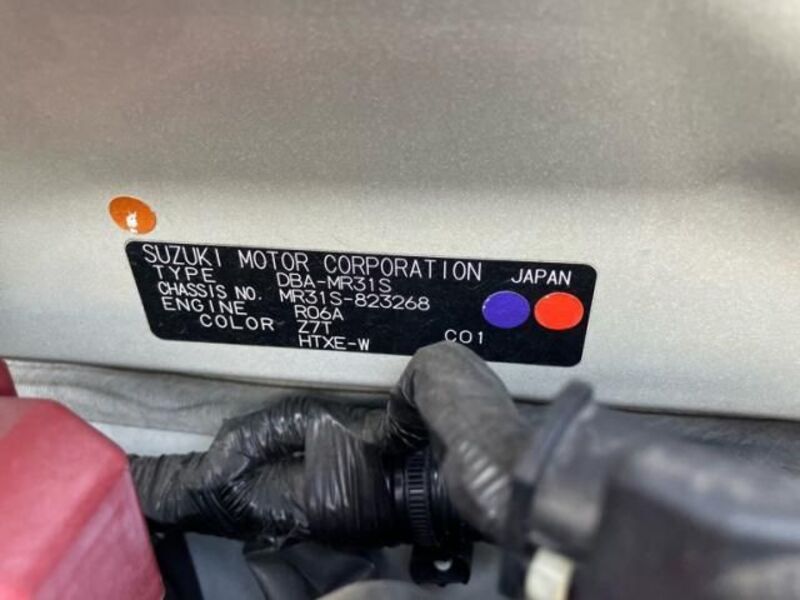 SUZUKI MOTOR CORPORATION JAPAN
TYPE DBA-MR31S
CHASSIS NO. MR31S-823268
ENGINE R06A
COLOR Z7T
HTXE-W C01